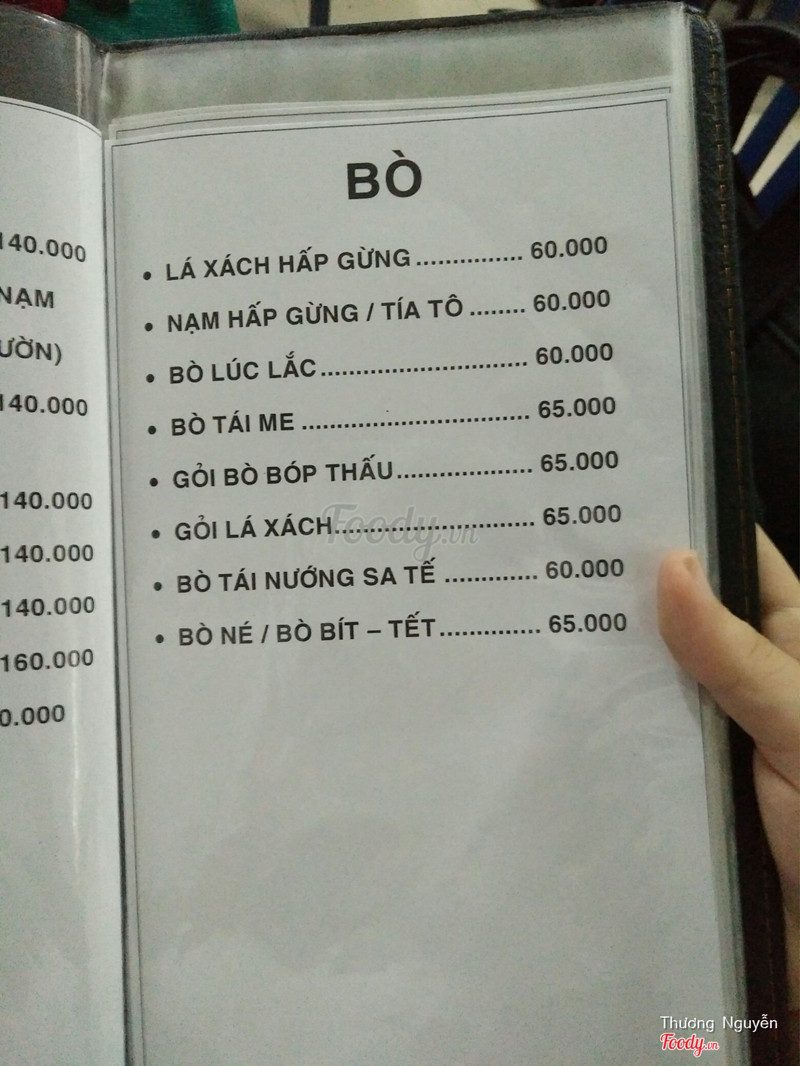 140.000
NẠM
140.000
140.000
140.000
140.000
160.000
0.000
BÒ
• LÁ XÁCH HẤP GỪNG ............... 60.000
• NẠM HẤP GỪNG / TÍA TÔ ........ 60.000
• BÒ LÚC LẮC ............................. 60.000
• BÒ TÁI ME ................................ 65.000
• GỎI BÒ BÓP THẤU ................... 65.000
• GỎI LÁ XÁCH ............................ 65.000
• BÒ TÁI NƯỚNG SA TẾ ............. 60.000
• BÒ NÉ / BÒ BÍT – TẾT .............. 65.000
Foody.vn
Thương Nguyễn
Foody.vn